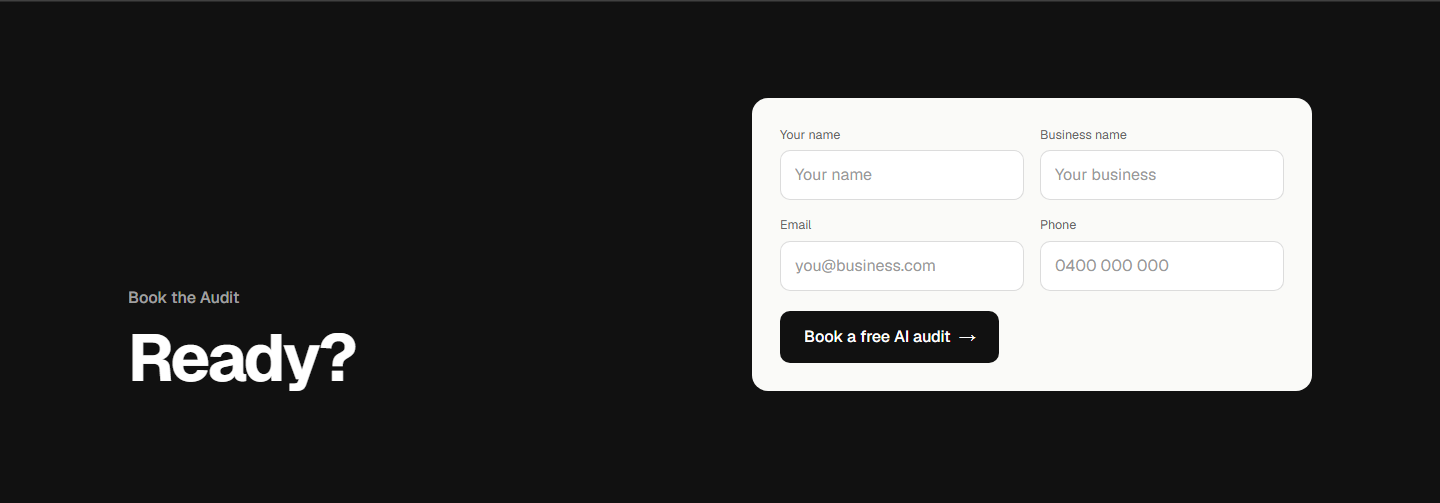 Book the Audit
Ready?
Your name
Business name
Your name
Your business
Email
Phone
you@business.com
0400 000 000
Book a free AI audit →